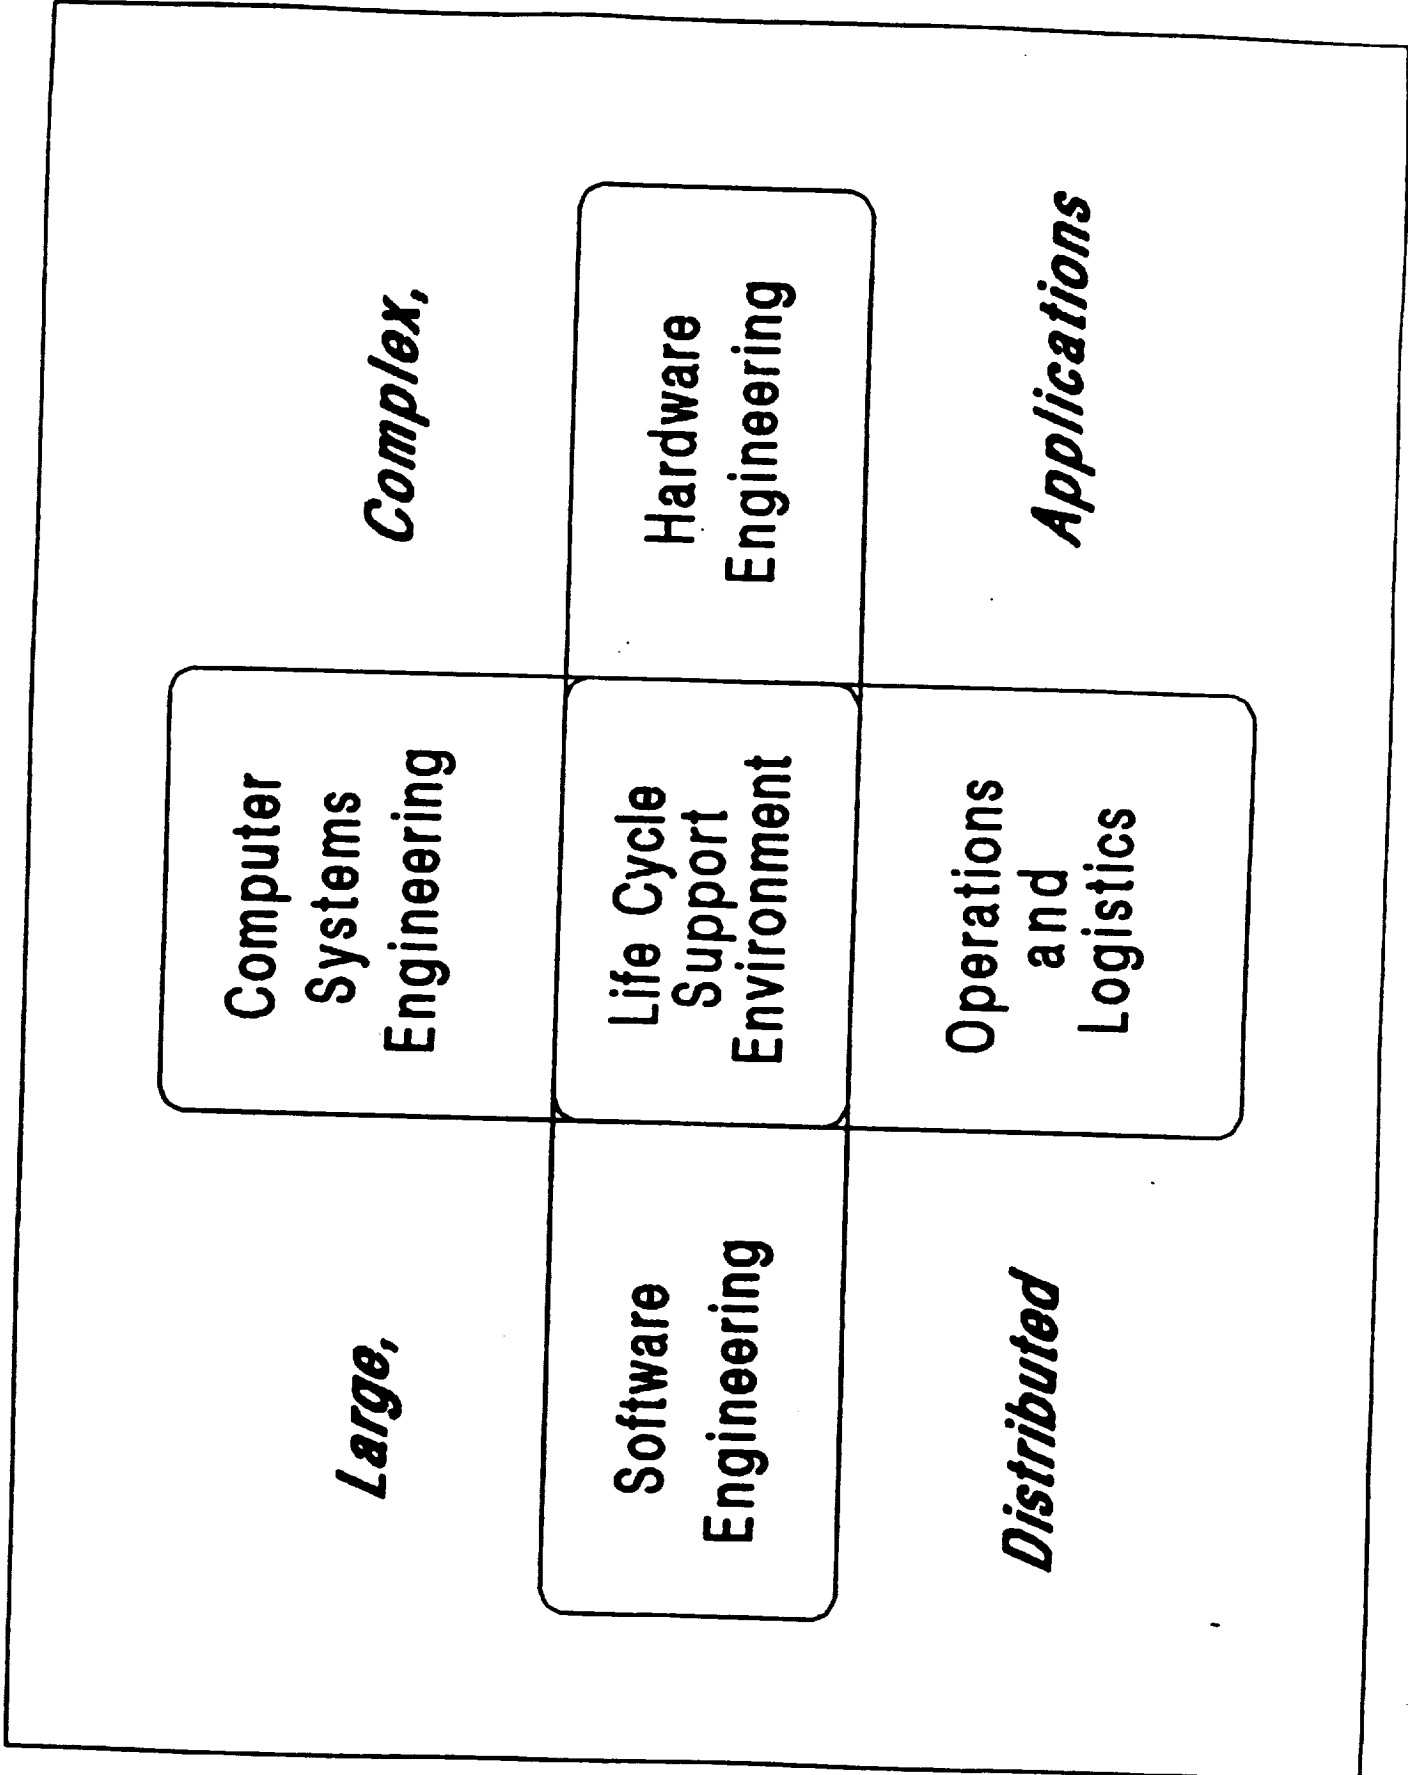 Large,
Complex,
Computer
Systems
Engineering
Software
Engineering
Life Cycle
Support
Environment
Hardware
Engineering
Operations
and
Logistics
Distributed
Applications